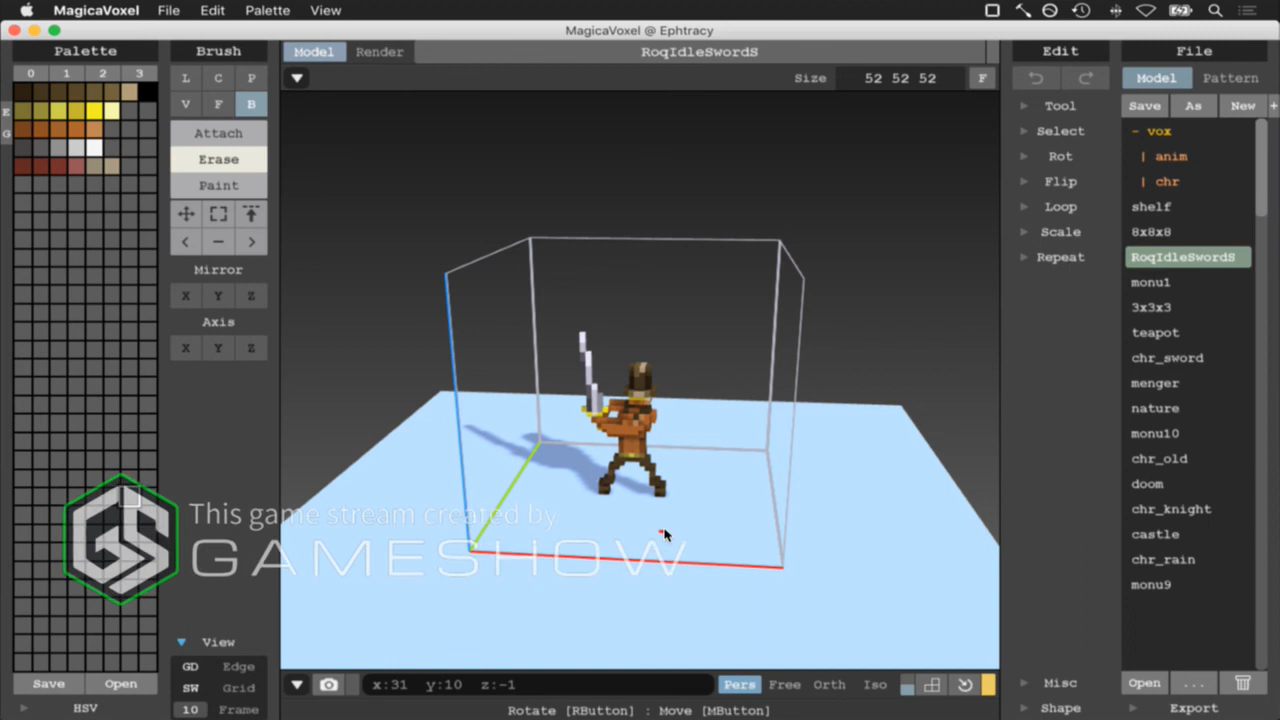 MagicaVoxel File Edit Palette View
MagicaVoxel @ Ephtracy
Palette
0 1 2 3
E
G
Save Open
HSV
Brush
L C P
V F B
Attach
Erase
Paint
Mirror
X Y Z
Axis
X Y Z
View
GD Edge
SW Grid
10 Frame
Model Render RoqIdleSwordS
Size 52 52 52 F
This game stream created by
GAMESHOW
x:31 y:10 z:-1 Pers Free Orth Iso
Rotate [RButton] : Move [MButton]
Edit
Tool
Select
Rot
Flip
Loop
Scale
Repeat
Misc
Shape
File
Model Pattern
Save As New +
- vox
| anim
| chr
shelf
8x8x8
RoqIdleSwordS
monu1
3x3x3
teapot
chr_sword
menger
nature
monu10
chr_old
doom
chr_knight
castle
chr_rain
monu9
Open ...
Export